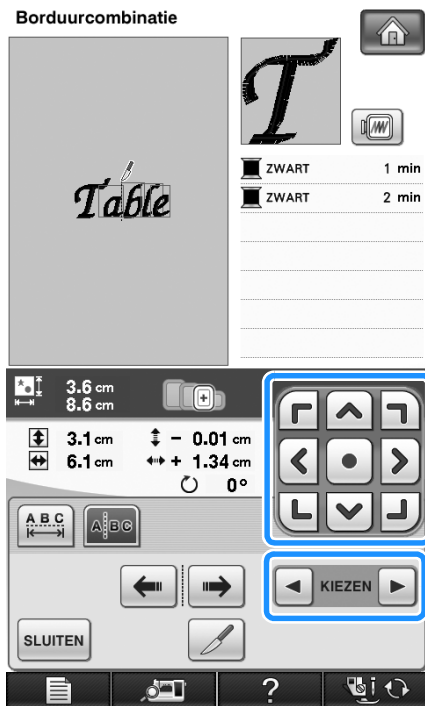 Borduurcombinatie
T
Table
ZWART 1 min
ZWART 2 min
3.6 cm
8.6 cm
3.1 cm - 0.01 cm
6.1 cm + 1.34 cm
0°
ABC A BC
KIEZEN
SLUITEN
?